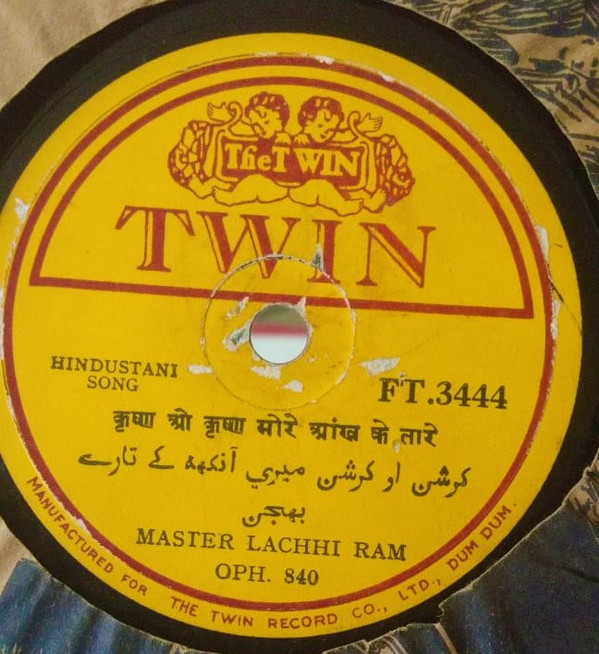 The TWIN
TWIN
HINDUSTANI
SONG
FT.3444
कृष्ण ओ कृष्ण मोरे आंख के तारे
کرشن او کرشن میری آنکھہ کے تارے
بھجن
MASTER LACHHI RAM
OPH. 840
MANUFACTURED FOR THE TWIN RECORD CO., LTD., DUM DUM.